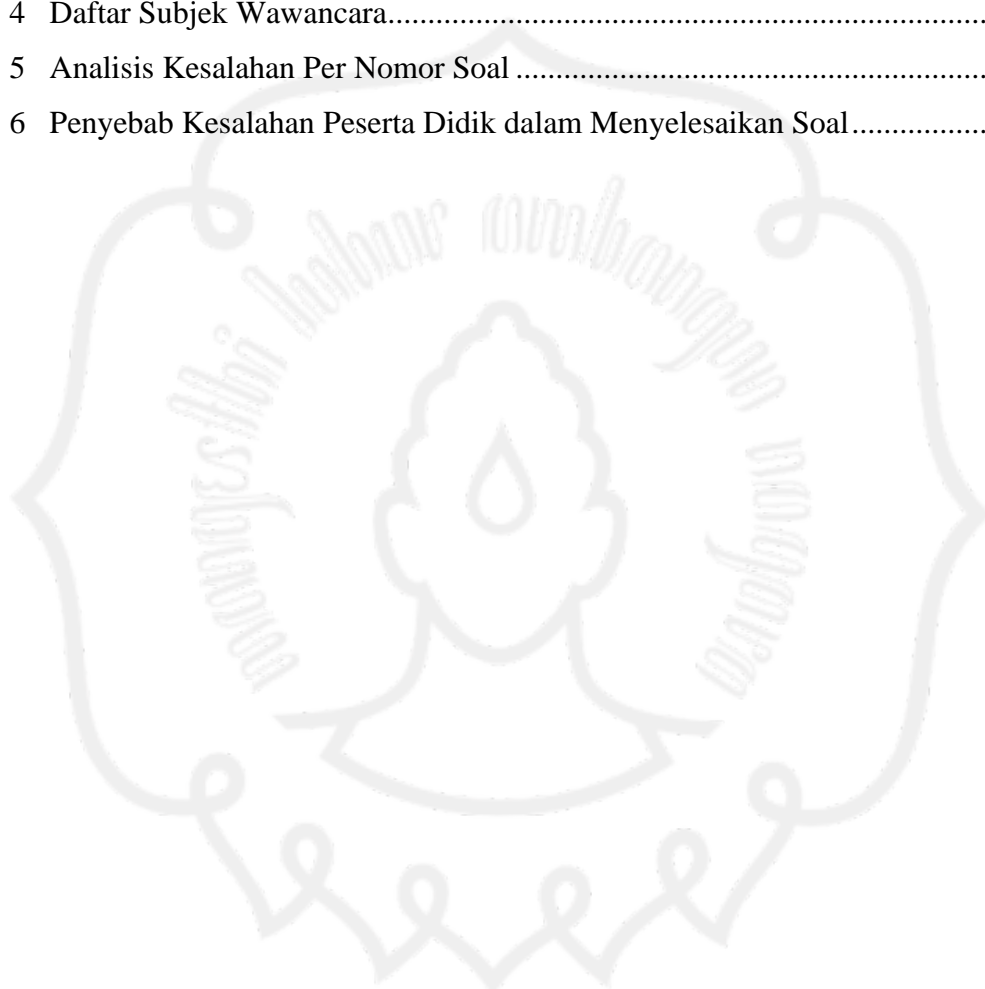 4 Daftar Subjek Wawancara................................................................................
5 Analisis Kesalahan Per Nomor Soal ...............................................................
6 Penyebab Kesalahan Peserta Didik dalam Menyelesaikan Soal.................